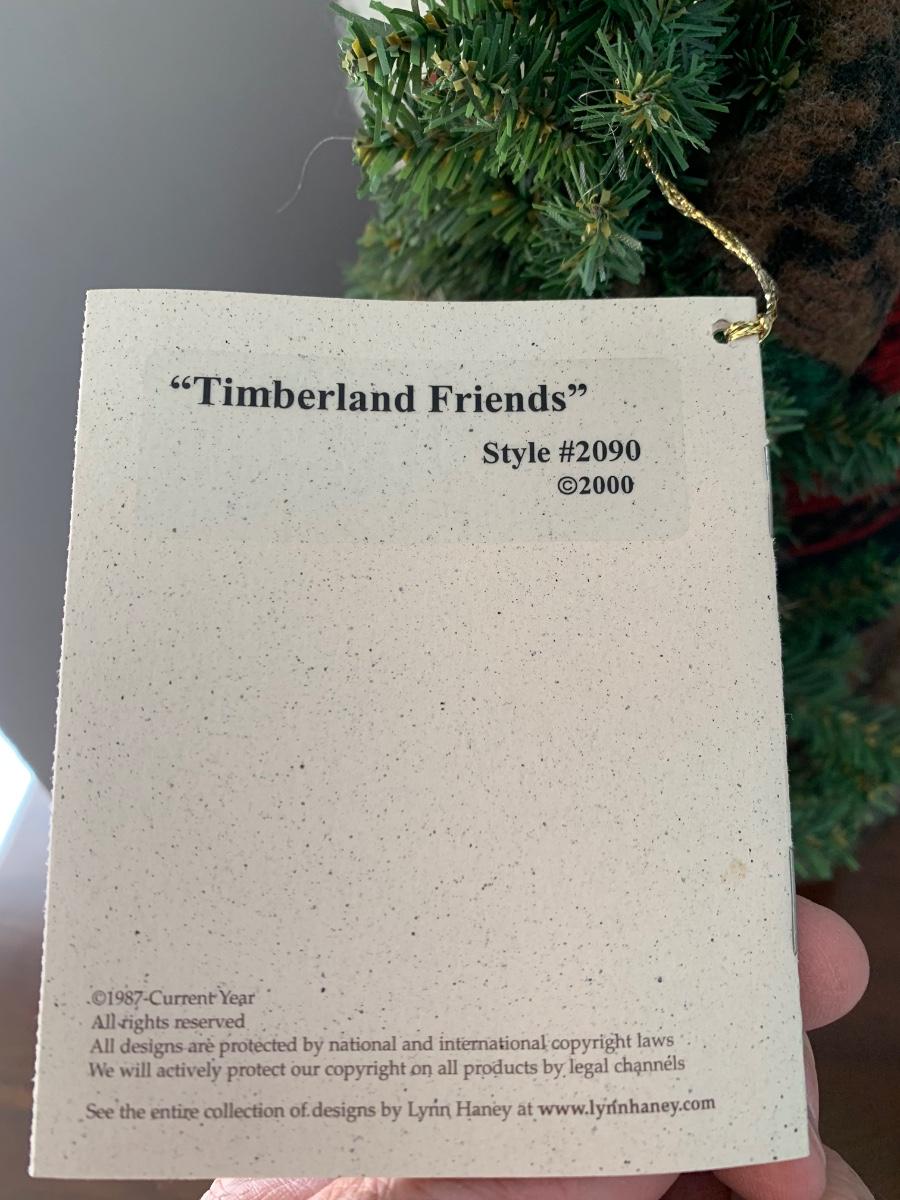 “Timberland Friends”
Style #2090
©2000
©1987-Current Year
All rights reserved
All designs are protected by national and international copyright laws
We will actively protect our copyright on all products by legal channels
See the entire collection of designs by Lynn Haney at www.lynnhaney.com